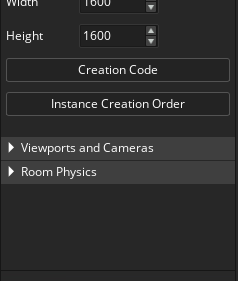 Width 1600
Height 1600
Creation Code
Instance Creation Order
Viewports and Cameras
Room Physics